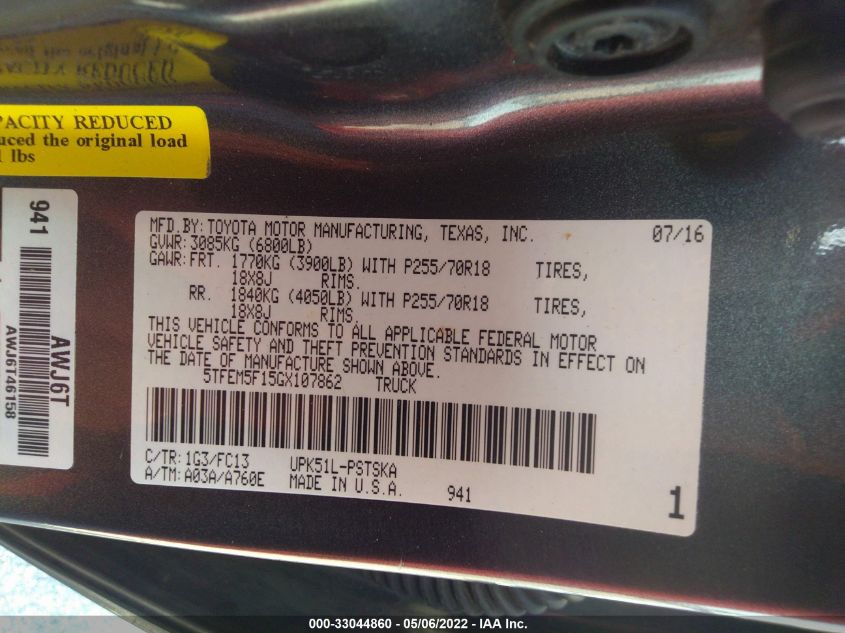 PACITY REDUCED
uced the original load
lbs
941
AWJ6T
AWJ6T46158
MFD.BY:TOYOTA MOTOR MANUFACTURING, TEXAS, INC. 07/16
GVWR:3085KG (6800LB)
GAWR:FRT. 1770KG (3900LB) WITH P255/70R18 TIRES,
18X8J RIMS.
RR. 1840KG (4050LB) WITH P255/70R18 TIRES,
18X8J RIMS
THIS VEHICLE CONFORMS TO ALL APPLICABLE FEDERAL MOTOR
VEHICLE SAFETY AND THEFT PREVENTION STANDARDS IN EFFECT ON
THE DATE OF MANUFACTURE SHOWN ABOVE.
5TFEM5F15GX107862 TRUCK
C/TR:1G3/FC13 UPK51L-PSTSKA
A/TM:A03A/A760E MADE IN U.S.A. 941
1
000-33044860 - 05/06/2022 - IAA Inc.